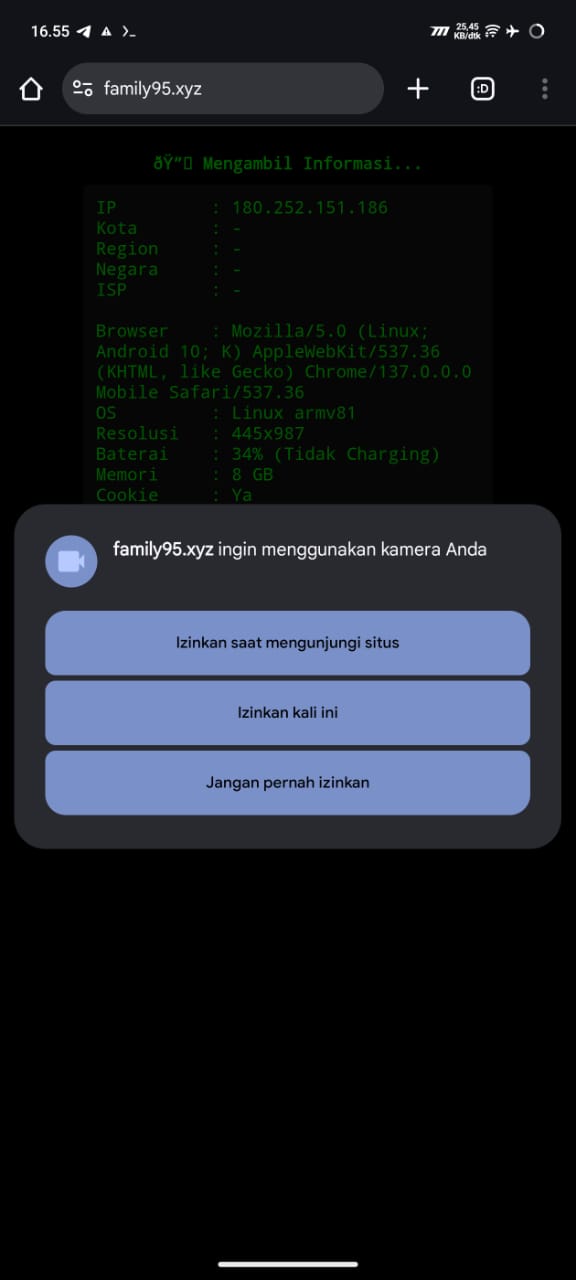 16.55
25,45
KB/dtk
family95.xyz
:D
ðŸ”
Mengambil Informasi...
IP : 180.252.151.186
Kota : -
Region : -
Negara : -
ISP : -
Browser : Mozilla/5.0 (Linux;
Android 10; K) AppleWebKit/537.36
(KHTML, like Gecko) Chrome/137.0.0.0
Mobile Safari/537.36
OS : Linux armv81
Resolusi : 445x987
Baterai : 34% (Tidak Charging)
Memori : 8 GB
Cookie : Ya
family95.xyz ingin menggunakan kamera Anda
Izinkan saat mengunjungi situs
Izinkan kali ini
Jangan pernah izinkan